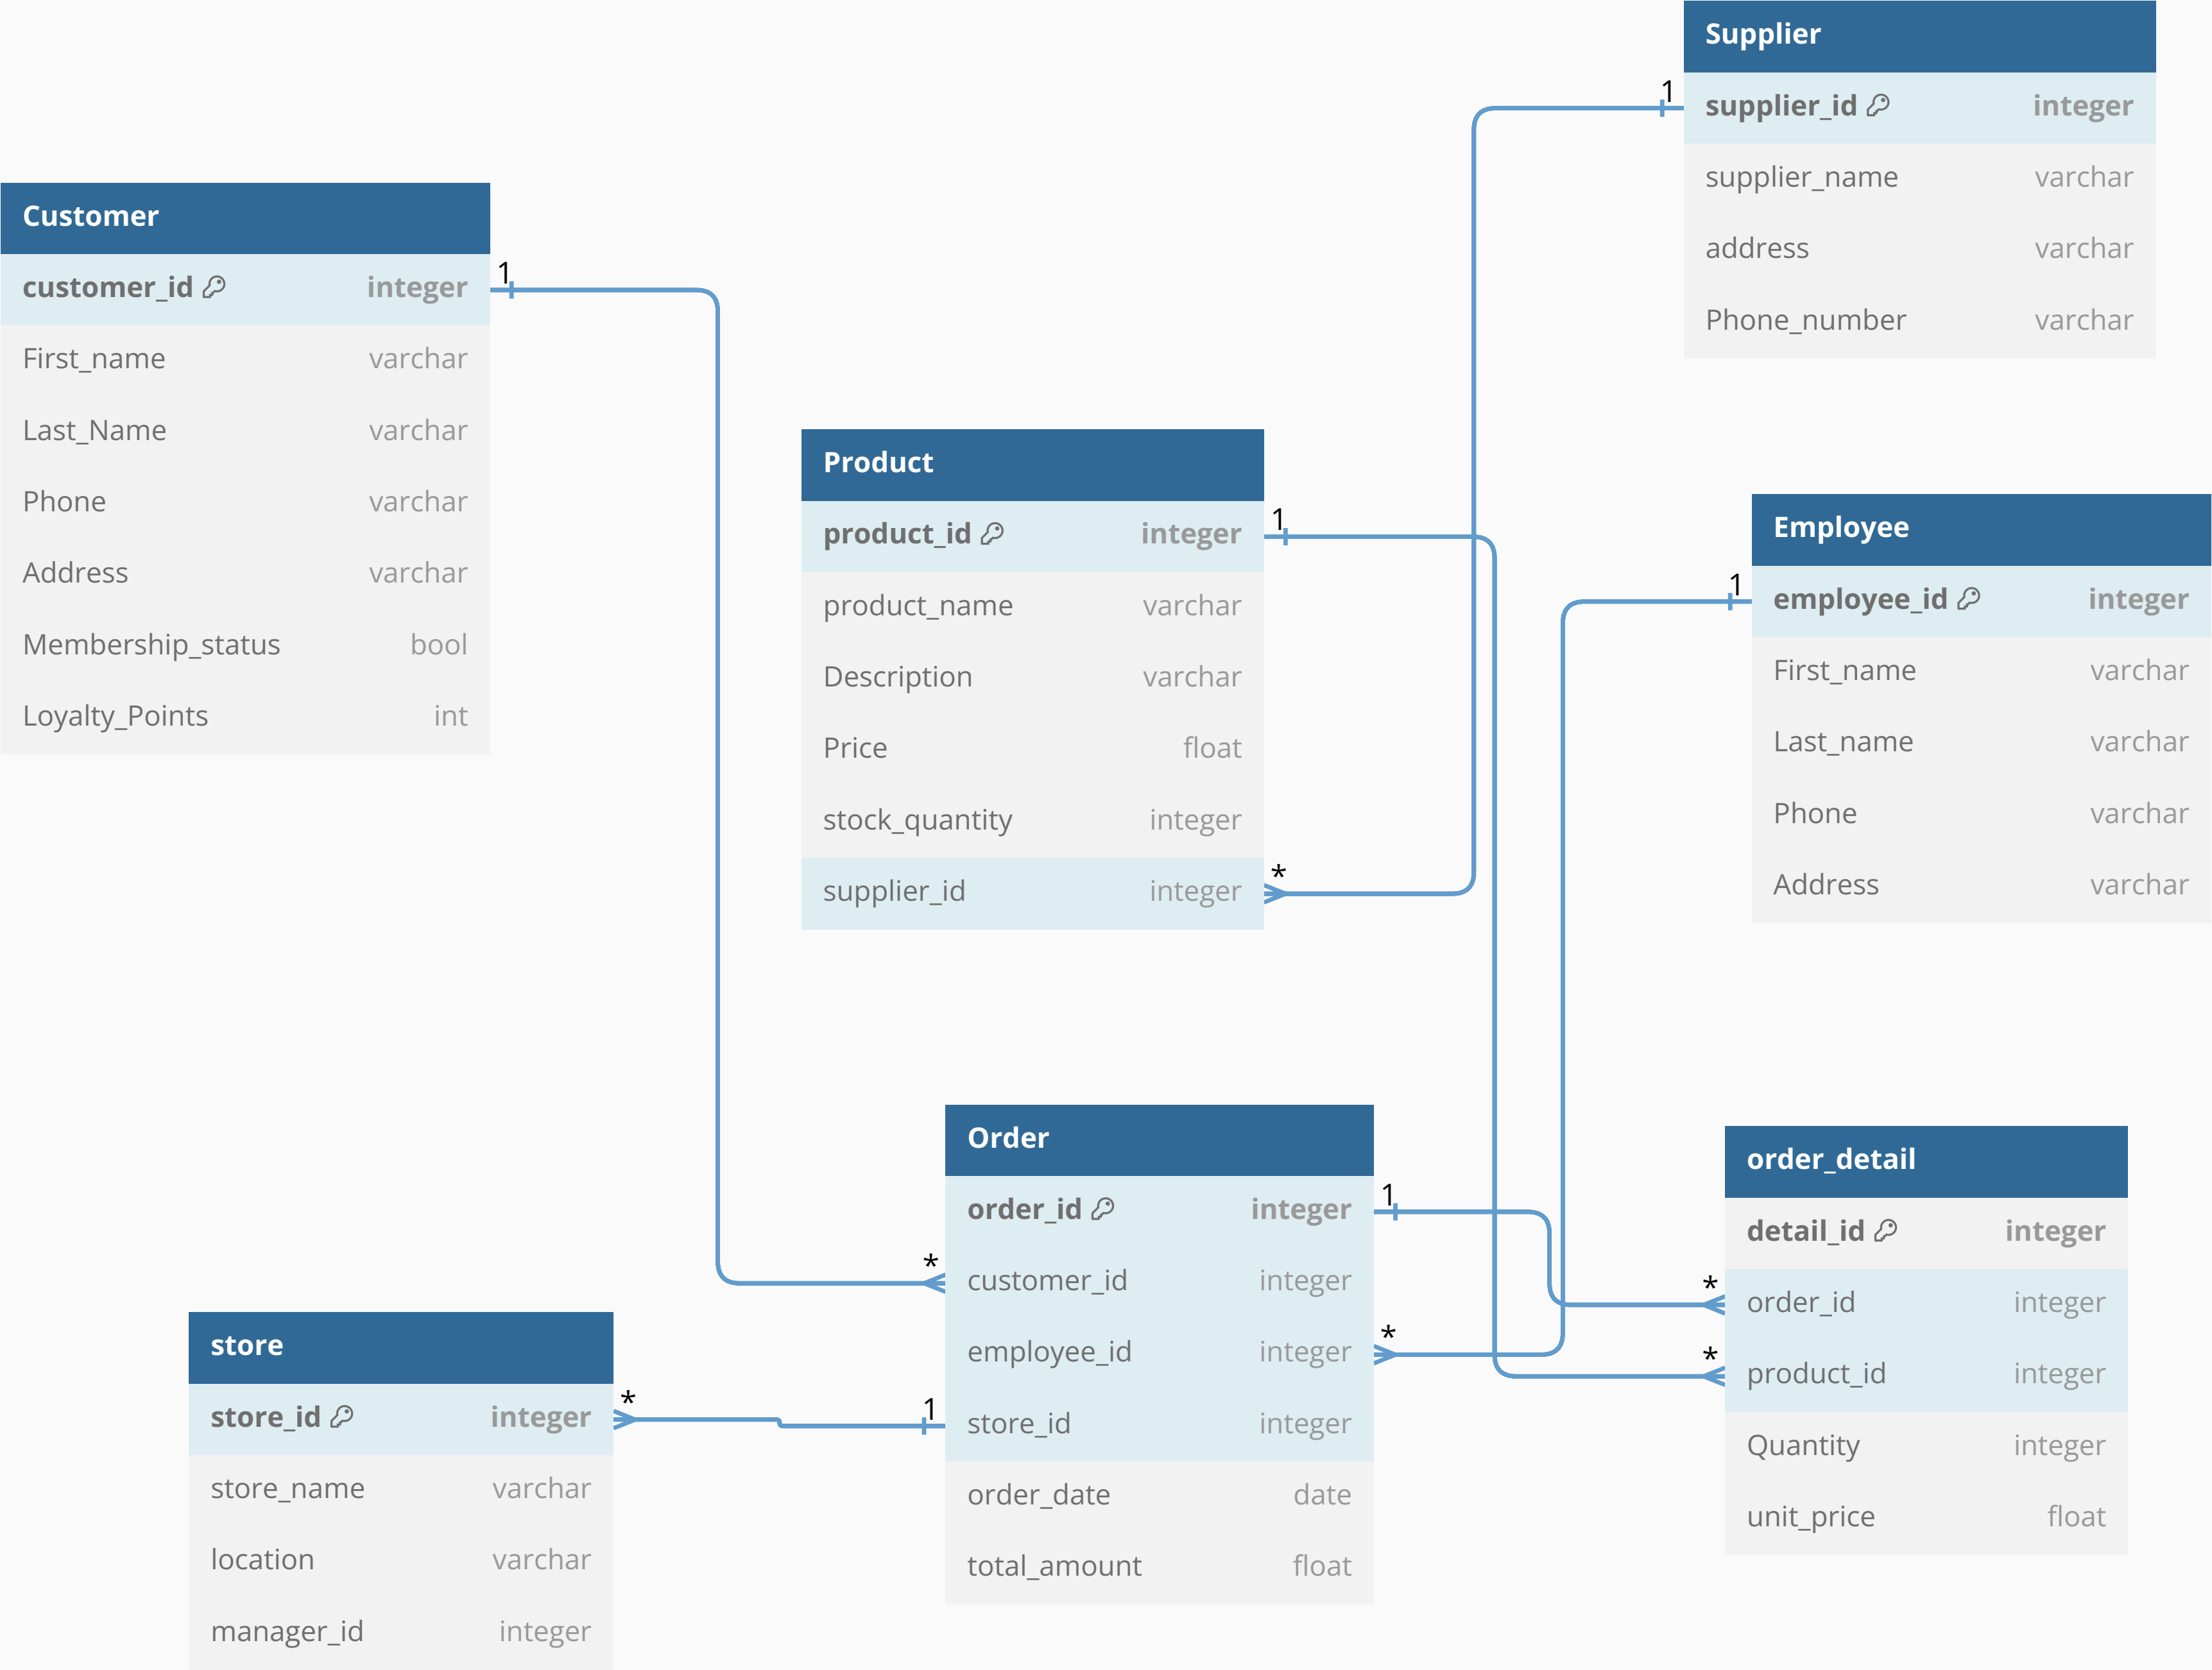 Supplier
supplier_id integer
supplier_name varchar
address varchar
Phone_number varchar
1
Customer
customer_id integer
First_name varchar
Last_Name varchar
Phone varchar
Address varchar
Membership_status bool
Loyalty_Points int
1
Product
product_id integer
product_name varchar
Description varchar
Price float
stock_quantity integer
supplier_id integer
1
*
Employee
employee_id integer
First_name varchar
Last_name varchar
Phone varchar
Address varchar
1
Order
order_id integer
customer_id integer
employee_id integer
store_id integer
order_date date
total_amount float
1
*
*
1
order_detail
detail_id integer
order_id integer
product_id integer
Quantity integer
unit_price float
*
*
store
store_id integer
store_name varchar
location varchar
manager_id integer
*